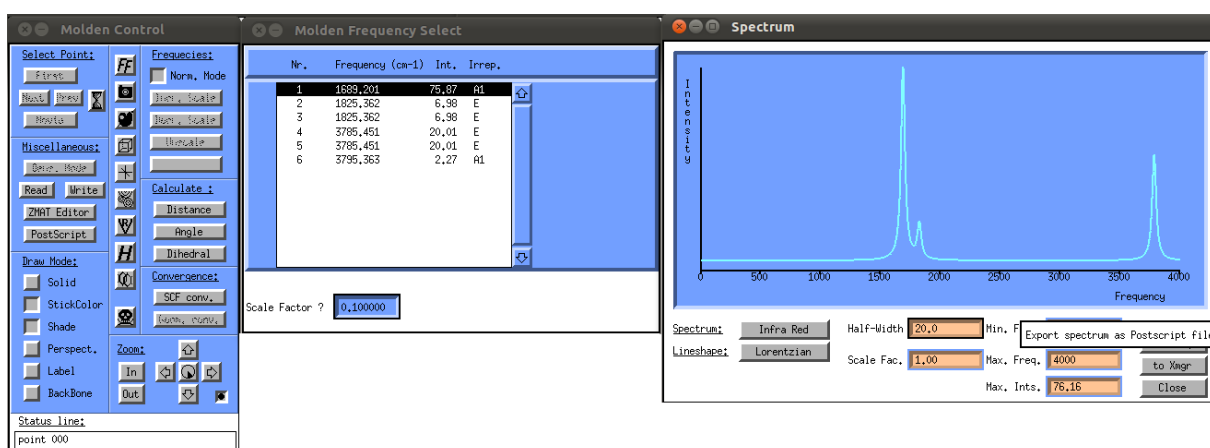 Molden Control
Select Point:
First
Next Prev
Movie
Miscellaneous:
Read Write
ZMAT Editor
PostScript
Draw Mode:
Solid
StickColor
Shade
Perspect.
Label
BackBone
Status line:
point 000
FF
H
Frequecies:
Norm. Mode
Calculate :
Distance
Angle
Dihedral
Convergence:
SCF conv.
Geom. conv.
Zoom:
In
Out
Molden Frequency Select
Nr. Frequency (cm-1) Int. Irrep.
1 1689.201 75.87 A1
2 1825.362 6.98 E
3 1825.362 6.98 E
4 3785.451 20.01 E
5 3785.451 20.01 E
6 3795.363 2.27 A1
Scale Factor ? 0.100000
Spectrum
Intensity
0 500 1000 1500 2000 2500 3000 3500 4000
Frequency
Spectrum: Infra Red Half-Width 20.0 Min. F
Export spectrum as Postscript file
Lineshape: Lorentzian Scale Fac. 1.00 Max. Freq. 4000 to Xmgr
Max. Ints. 76.16 Close